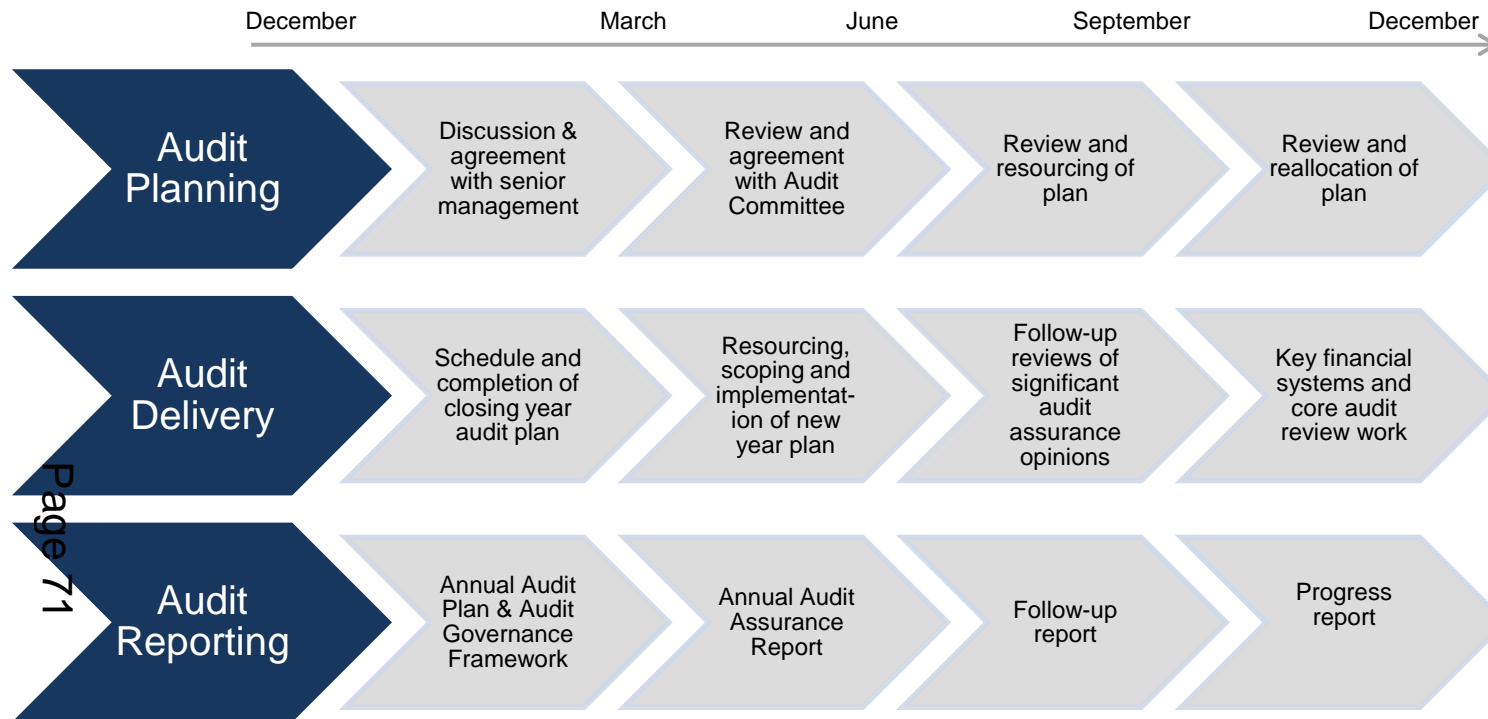 December March June September December
Audit
Planning
Discussion &
agreement
with senior
management
Review and
agreement
with Audit
Committee
Review and
resourcing of
plan
Review and
reallocation of
plan
Audit
Delivery
Schedule and
completion of
closing year
audit plan
Resourcing,
scoping and
implementat-
ion of new
year plan
Follow-up
reviews of
significant
audit
assurance
opinions
Key financial
systems and
core audit
review work
Page 71
Audit
Reporting
Annual Audit
Plan & Audit
Governance
Framework
Annual Audit
Assurance
Report
Follow-up
report
Progress
report